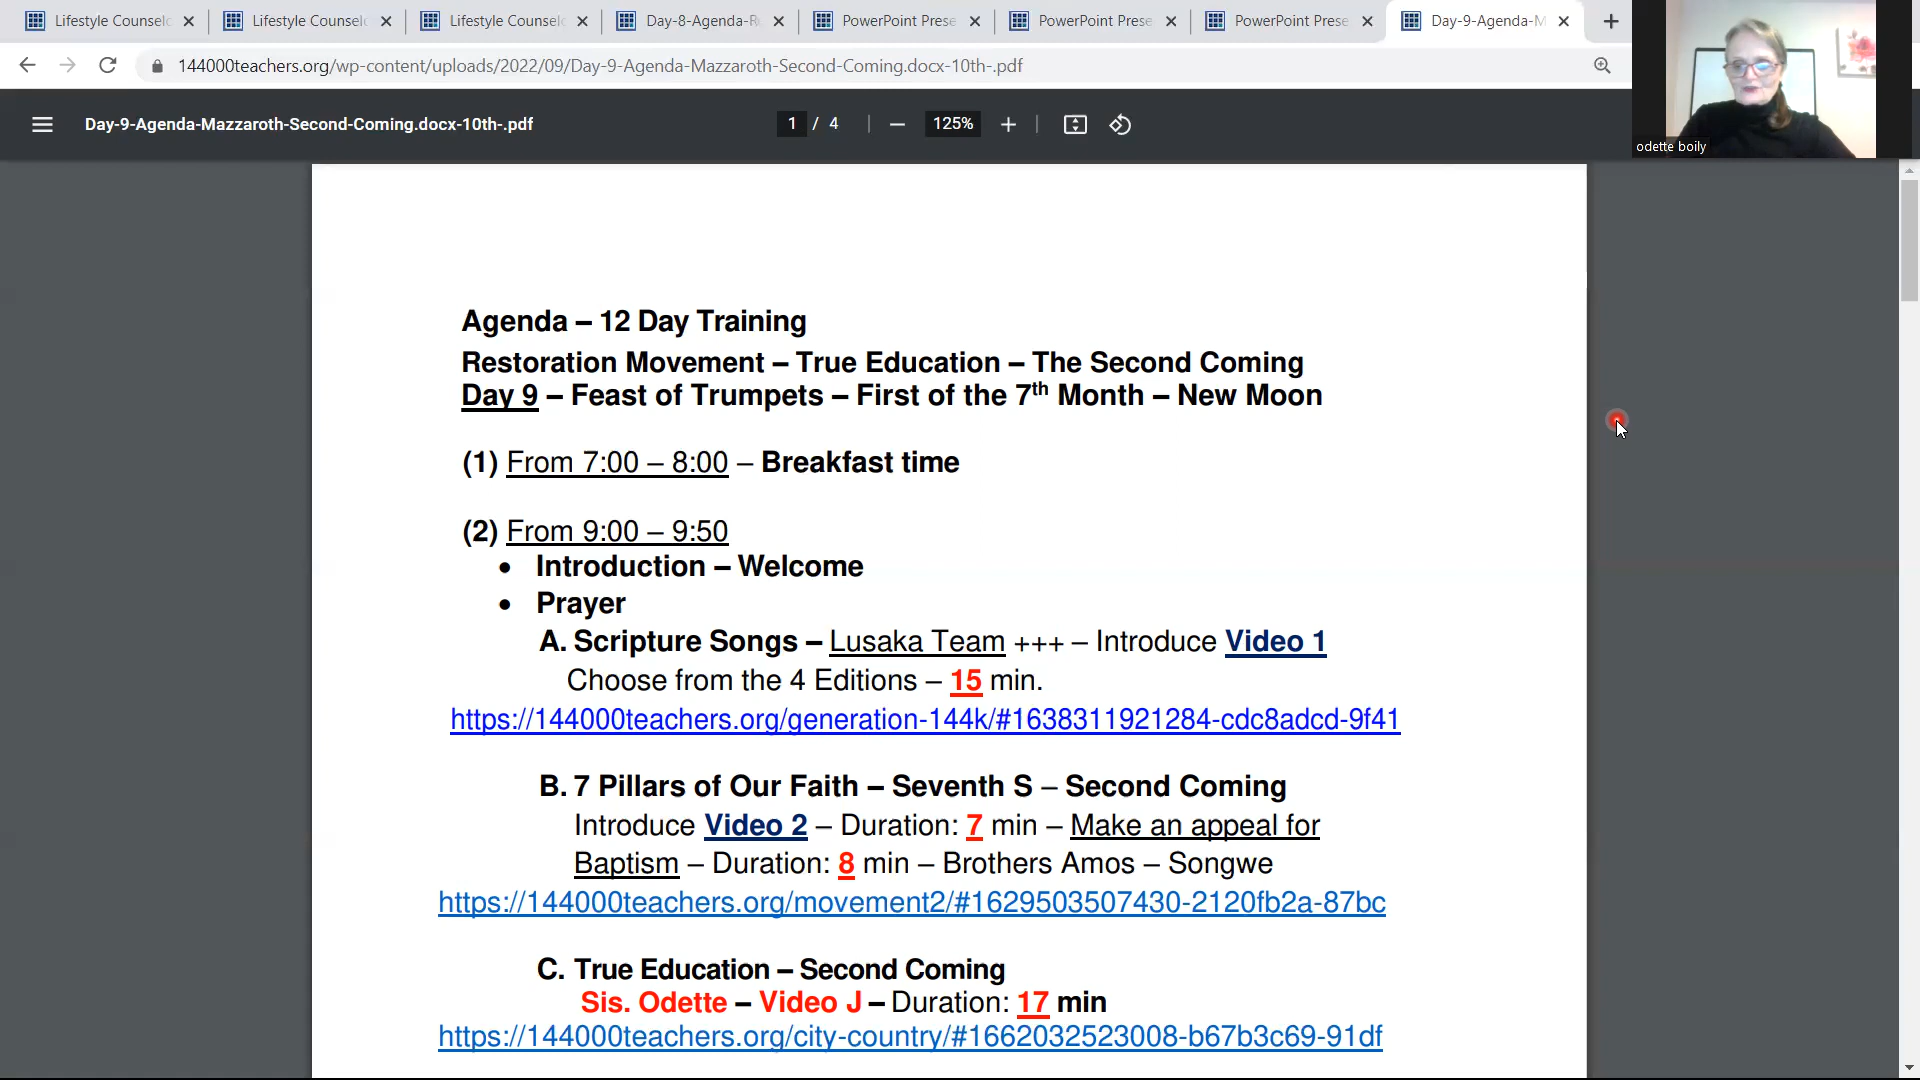 Lifestyle Counsel
Lifestyle Counsel
Lifestyle Counsel
Day-8-Agenda-R
PowerPoint Prese
PowerPoint Prese
PowerPoint Prese
Day-9-Agenda-M
144000teachers.org/wp-content/uploads/2022/09/Day-9-Agenda-Mazzaroth-Second-Coming.docx-10th-.pdf
Day-9-Agenda-Mazzaroth-Second-Coming.docx-10th-.pdf
1 / 4
125%
odette boily
Agenda – 12 Day Training
Restoration Movement – True Education – The Second Coming
Day 9 – Feast of Trumpets – First of the 7th Month – New Moon
(1) From 7:00 – 8:00 – Breakfast time
(2) From 9:00 – 9:50
• Introduction – Welcome
• Prayer
A. Scripture Songs – Lusaka Team +++ – Introduce Video 1
Choose from the 4 Editions – 15 min.
https://144000teachers.org/generation-144k/#1638311921284-cdc8adcd-9f41
B. 7 Pillars of Our Faith – Seventh S – Second Coming
Introduce Video 2 – Duration: 7 min – Make an appeal for
Baptism – Duration: 8 min – Brothers Amos – Songwe
https://144000teachers.org/movement2/#1629503507430-2120fb2a-87bc
C. True Education – Second Coming
Sis. Odette – Video J – Duration: 17 min
https://144000teachers.org/city-country/#1662032523008-b67b3c69-91df